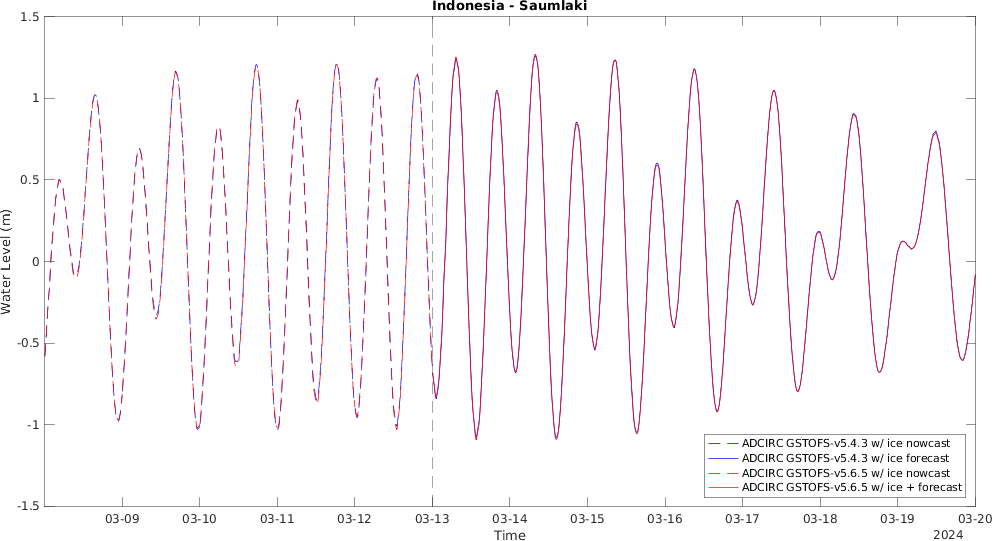 Indonesia - Saumlaki
1.5
1
0.5
0
-0.5
-1
-1.5
Water Level (m)
03-09
03-10
03-11
03-12
03-13
03-14
03-15
03-16
03-17
03-18
03-19
03-20
Time
2024
ADCIRC GSTOFS-v5.4.3 w/ ice nowcast
ADCIRC GSTOFS-v5.4.3 w/ ice forecast
ADCIRC GSTOFS-v5.6.5 w/ ice nowcast
ADCIRC GSTOFS-v5.6.5 w/ ice + forecast